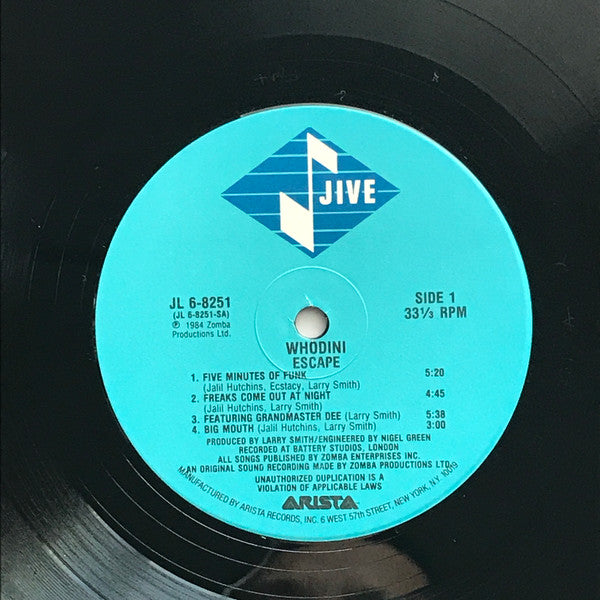 JIVE
JL 6-8251
(JL 6-8251-SA)
℗ 1984 Zomba
Productions Ltd.
SIDE 1
33⅓ RPM
WHODINI
ESCAPE
1. FIVE MINUTES OF FUNK 5:20
(Jalil Hutchins, Ecstacy, Larry Smith)
2. FREAKS COME OUT AT NIGHT 4:45
(Jalil Hutchins, Larry Smith)
3. FEATURING GRANDMASTER DEE (Larry Smith) 5:38
4. BIG MOUTH (Jalil Hutchins, Larry Smith) 3:00
PRODUCED BY LARRY SMITH/ENGINEERED BY NIGEL GREEN
RECORDED AT BATTERY STUDIOS, LONDON
ALL SONGS PUBLISHED BY ZOMBA ENTERPRISES INC.
AN ORIGINAL SOUND RECORDING MADE BY ZOMBA PRODUCTIONS LTD.
UNAUTHORIZED DUPLICATION IS A
VIOLATION OF APPLICABLE LAWS
ARISTA
MANUFACTURED BY ARISTA RECORDS, INC. 6 WEST 57th STREET, NEW YORK, N.Y. 10019